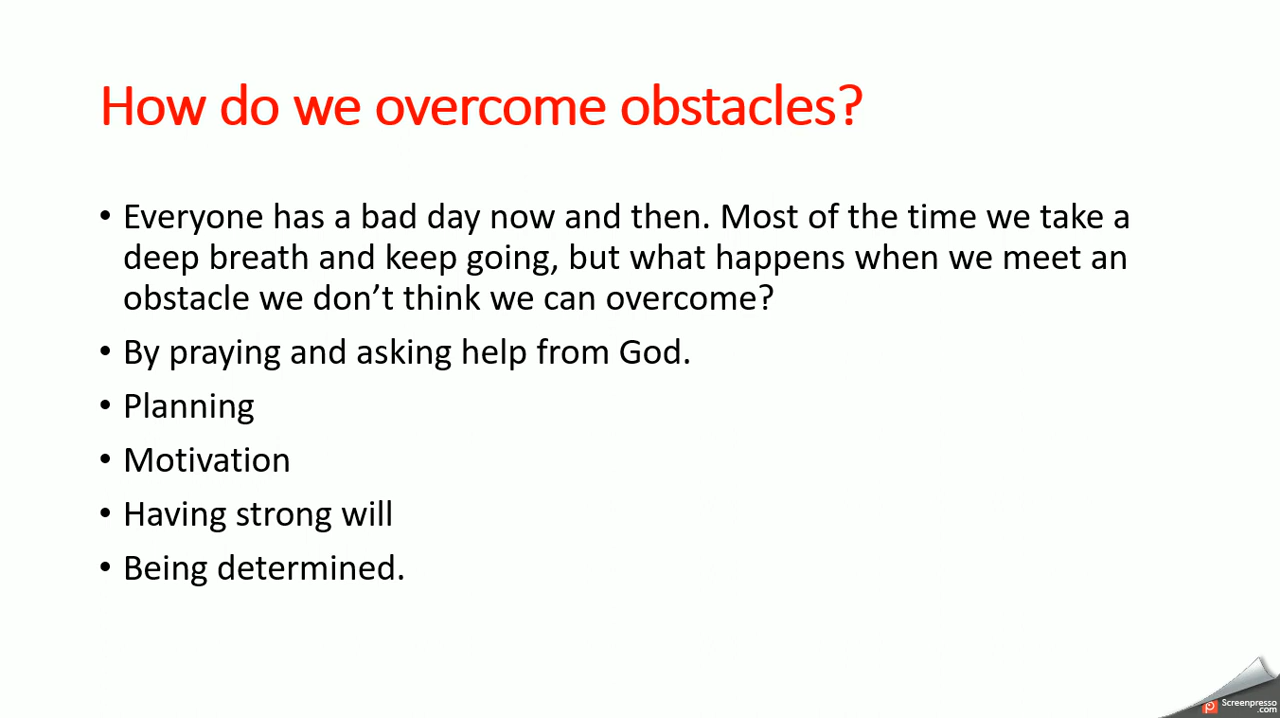 How do we overcome obstacles?
• Everyone has a bad day now and then. Most of the time we take a
deep breath and keep going, but what happens when we meet an
obstacle we don’t think we can overcome?
• By praying and asking help from God.
• Planning
• Motivation
• Having strong will
• Being determined.
Screenpresso
.com